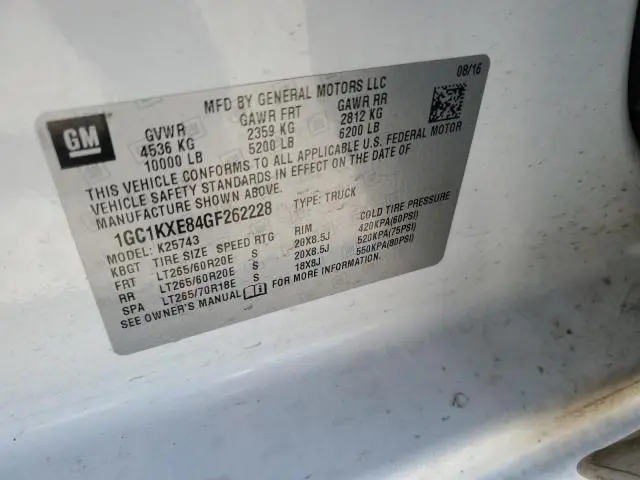 GM
MFD BY GENERAL MOTORS LLC
08/16
GVWR GAWR FRT GAWR RR
4536 KG 2359 KG 2812 KG
10000 LB 5200 LB 6200 LB
THIS VEHICLE CONFORMS TO ALL APPLICABLE U.S. FEDERAL MOTOR
VEHICLE SAFETY STANDARDS IN EFFECT ON THE DATE OF
MANUFACTURE SHOWN ABOVE.
1GC1KXE84GF262228 TYPE: TRUCK
MODEL: K25743
KBGT TIRE SIZE SPEED RTG RIM COLD TIRE PRESSURE
FRT LT265/60R20E S 20X8.5J 420KPA(60PSI)
RR LT265/60R20E S 20X8.5J 520KPA(75PSI)
SPA LT265/70R18E S 18X8J 550KPA(80PSI)
SEE OWNER'S MANUAL FOR MORE INFORMATION.